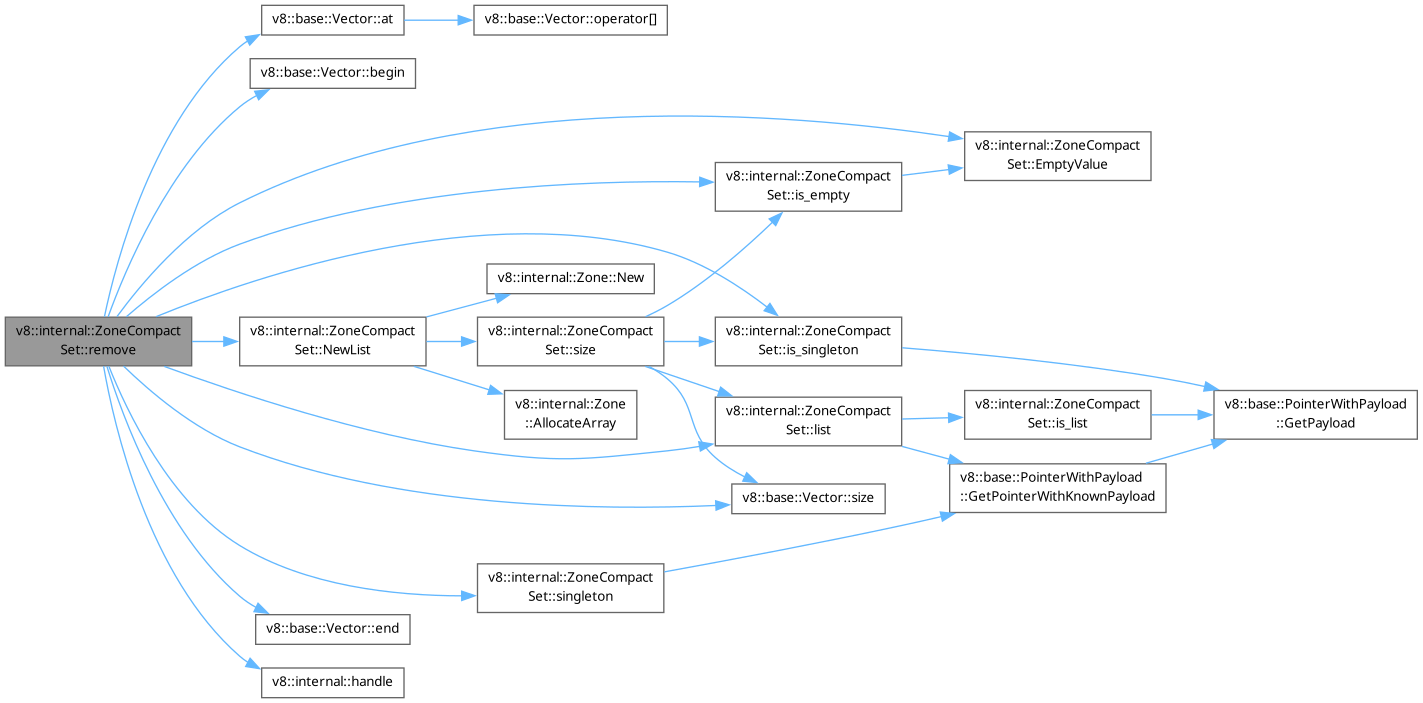 v8::base::Vector::at
v8::base::Vector::operator[]
v8::base::Vector::begin
v8::internal::ZoneCompact
Set::EmptyValue
v8::internal::ZoneCompact
Set::is_empty
v8::internal::Zone::New
v8::internal::ZoneCompact
Set::remove
v8::internal::ZoneCompact
Set::NewList
v8::internal::ZoneCompact
Set::size
v8::internal::ZoneCompact
Set::is_singleton
v8::internal::Zone
::AllocateArray
v8::internal::ZoneCompact
Set::list
v8::internal::ZoneCompact
Set::is_list
v8::base::PointerWithPayload
::GetPayload
v8::base::PointerWithPayload
::GetPointerWithKnownPayload
v8::base::Vector::size
v8::internal::ZoneCompact
Set::singleton
v8::base::Vector::end
v8::internal::handle